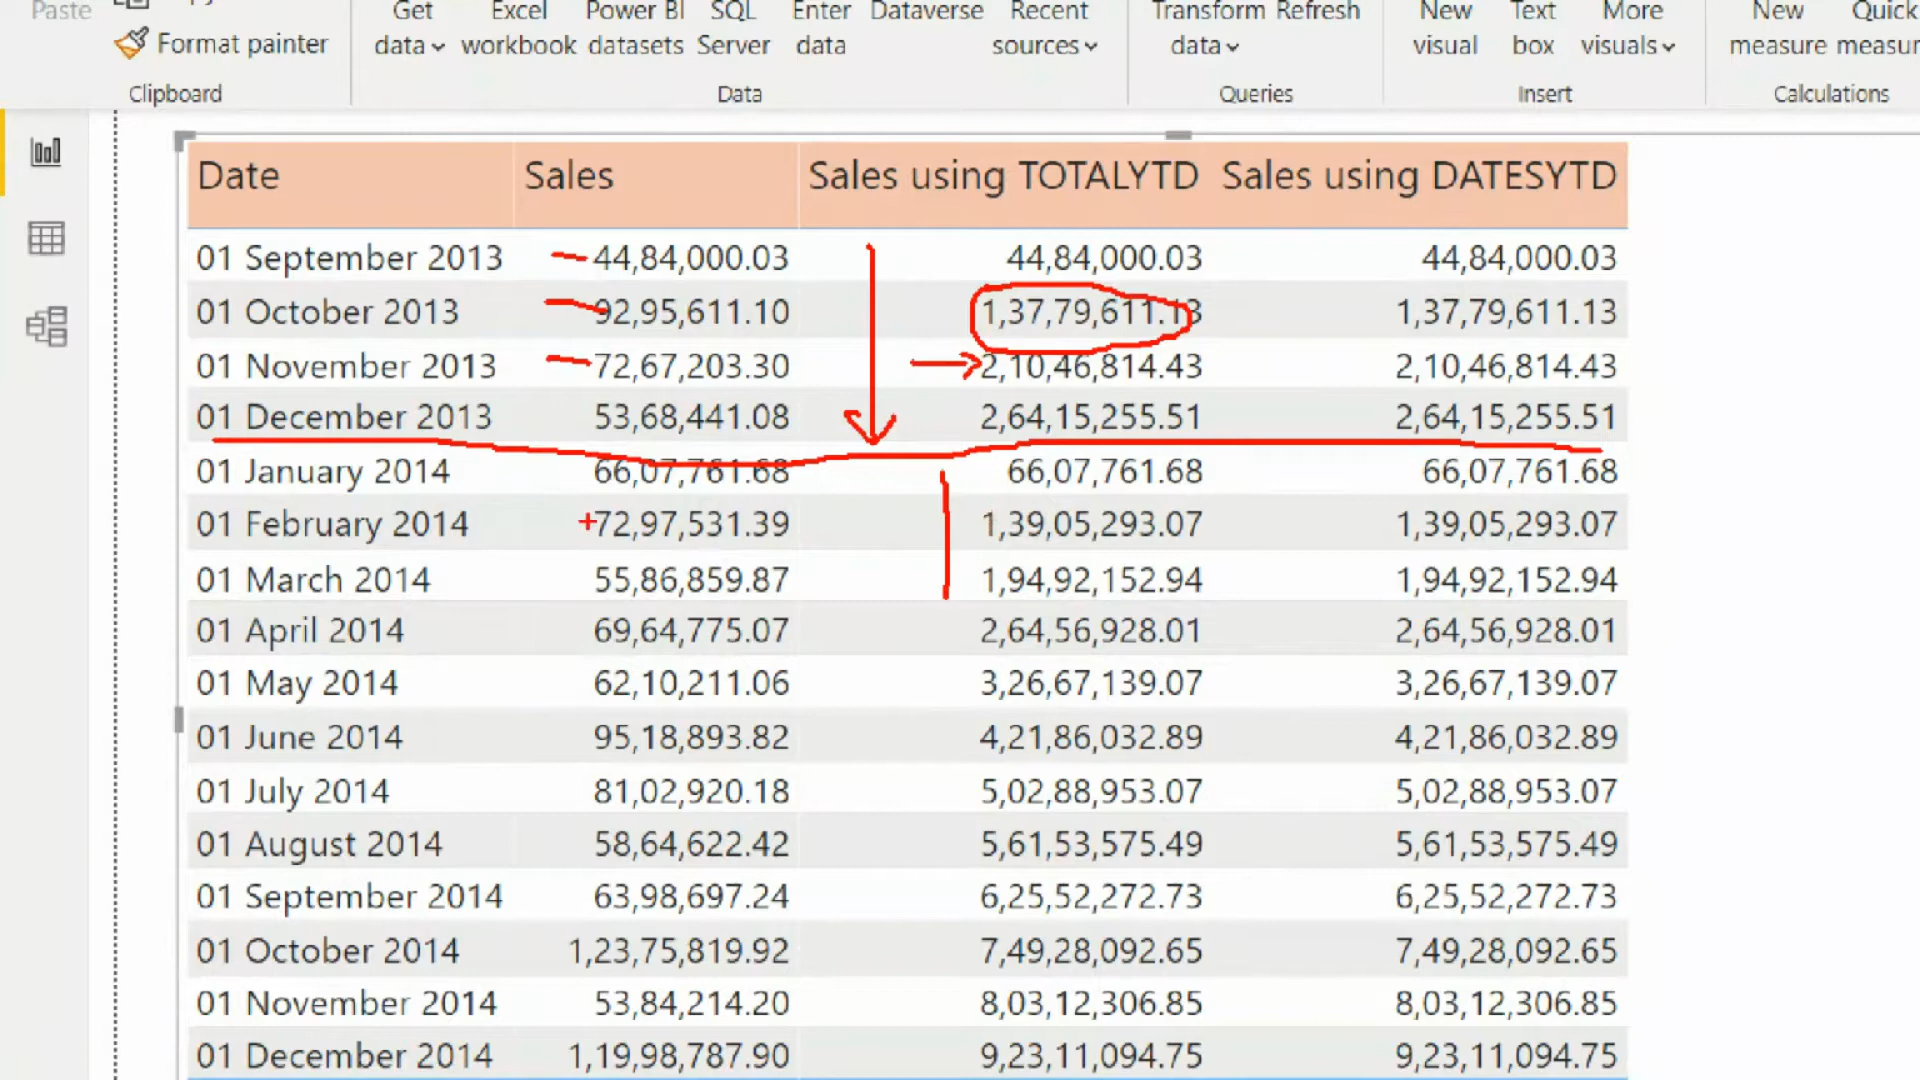 Paste
Format painter
Clipboard
Get data
Excel workbook
Power BI datasets
SQL Server
Enter data
Dataverse
Recent sources
Data
Transform data
Refresh
Queries
New visual
Text box
More visuals
Insert
New measure
Quick
Calculations
Date Sales Sales using TOTALYTD Sales using DATESYTD
01 September 2013 44,84,000.03 44,84,000.03 44,84,000.03
01 October 2013 92,95,611.10 1,37,79,611.13 1,37,79,611.13
01 November 2013 72,67,203.30 2,10,46,814.43 2,10,46,814.43
01 December 2013 53,68,441.08 2,64,15,255.51 2,64,15,255.51
01 January 2014 66,07,761.68 66,07,761.68 66,07,761.68
01 February 2014 +72,97,531.39 1,39,05,293.07 1,39,05,293.07
01 March 2014 55,86,859.87 1,94,92,152.94 1,94,92,152.94
01 April 2014 69,64,775.07 2,64,56,928.01 2,64,56,928.01
01 May 2014 62,10,211.06 3,26,67,139.07 3,26,67,139.07
01 June 2014 95,18,893.82 4,21,86,032.89 4,21,86,032.89
01 July 2014 81,02,920.18 5,02,88,953.07 5,02,88,953.07
01 August 2014 58,64,622.42 5,61,53,575.49 5,61,53,575.49
01 September 2014 63,98,697.24 6,25,52,272.73 6,25,52,272.73
01 October 2014 1,23,75,819.92 7,49,28,092.65 7,49,28,092.65
01 November 2014 53,84,214.20 8,03,12,306.85 8,03,12,306.85
01 December 2014 1,19,98,787.90 9,23,11,094.75 9,23,11,094.75